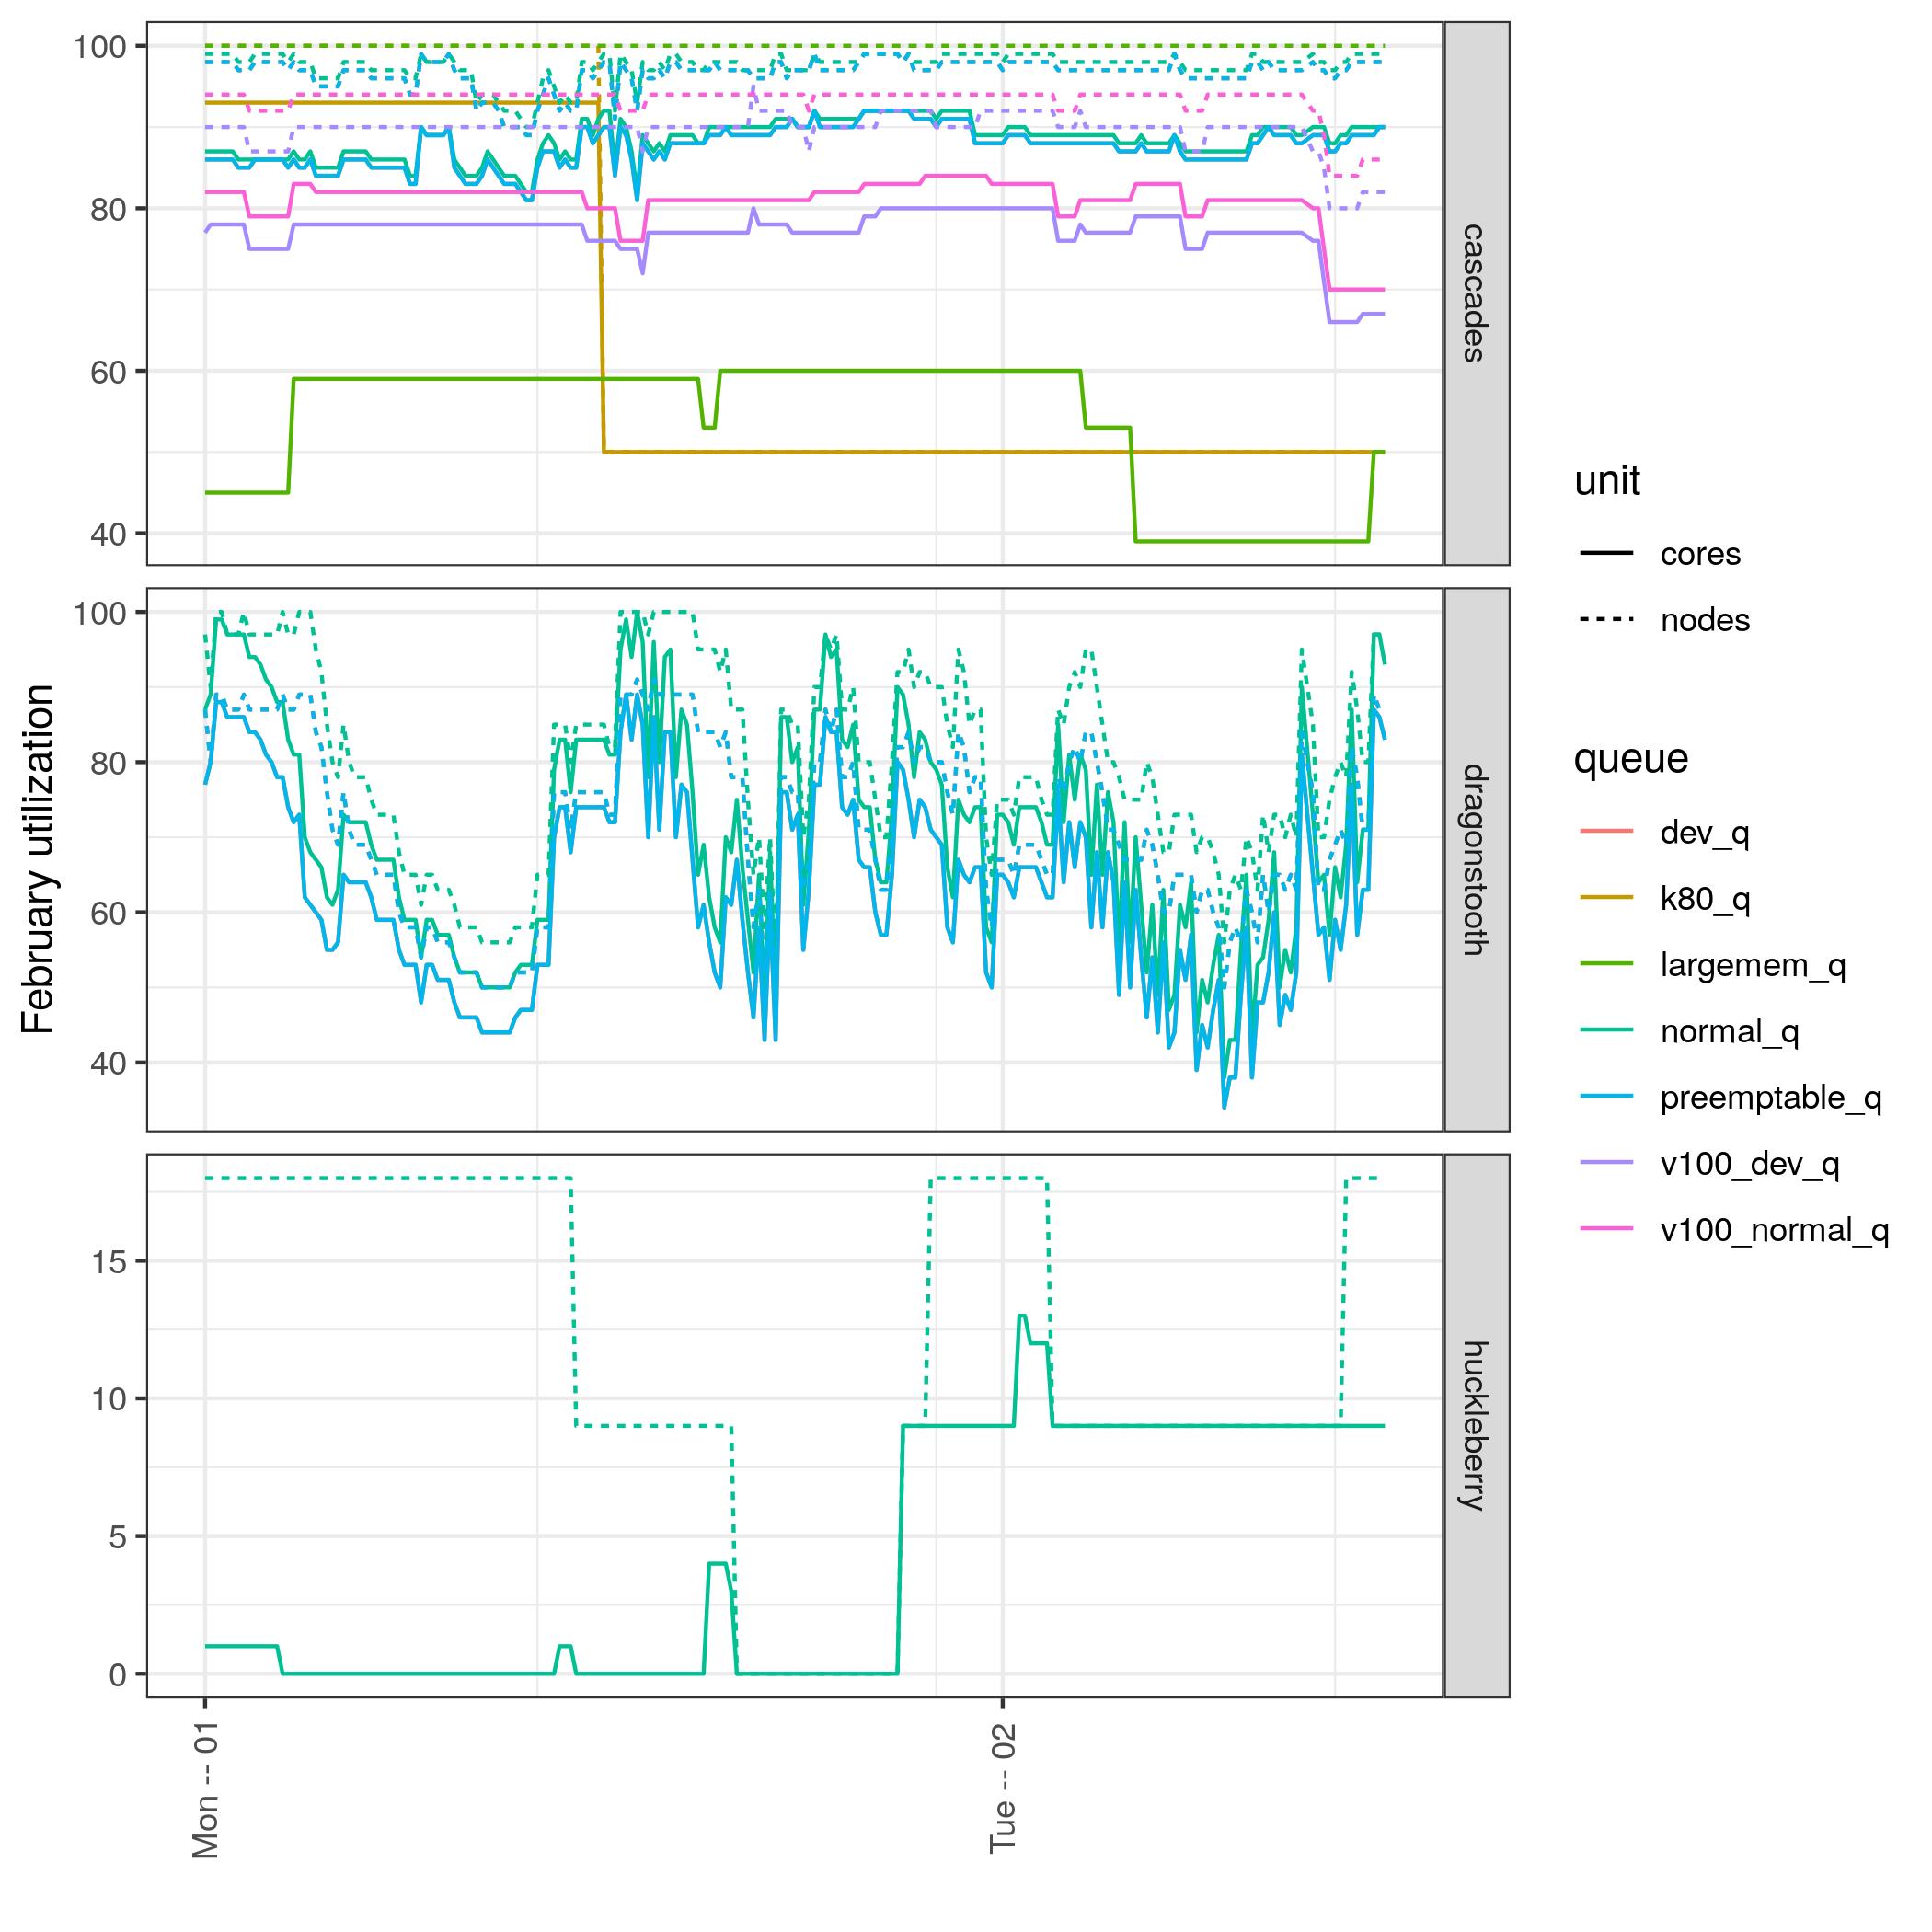 February utilization
100
80
60
40
cascades
100
80
60
40
dragonstooth
15
10
5
0
huckleberry
Mon -- 01
Tue -- 02
unit
cores
nodes
queue
dev_q
k80_q
largemem_q
normal_q
preemptable_q
v100_dev_q
v100_normal_q